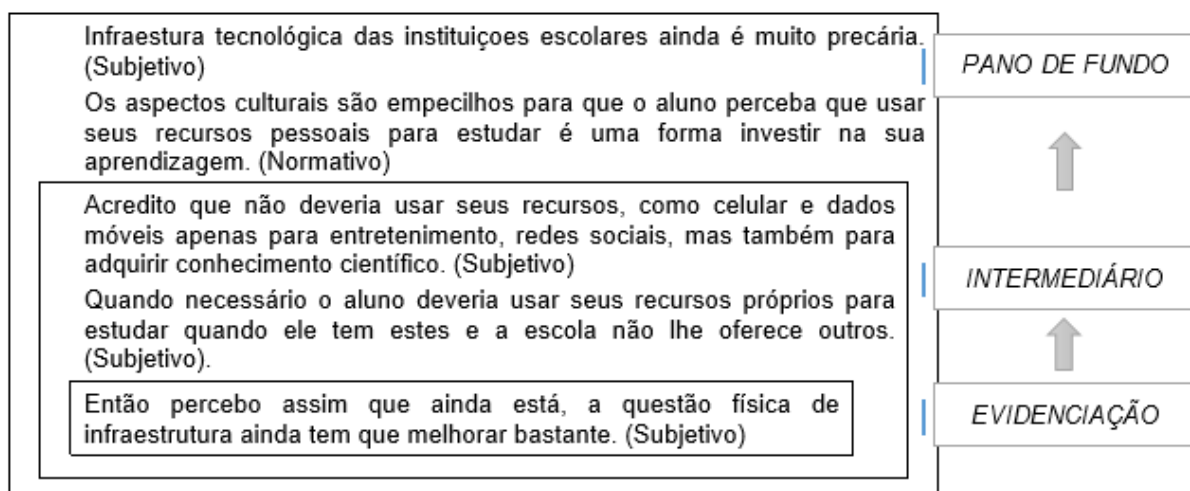 Infraestura tecnológica das instituiçoes escolares ainda é muito precária.
(Subjetivo)
Os aspectos culturais são empecilhos para que o aluno perceba que usar
seus recursos pessoais para estudar é uma forma investir na sua
aprendizagem. (Normativo)
PANO DE FUNDO
Acredito que não deveria usar seus recursos, como celular e dados
móveis apenas para entretenimento, redes sociais, mas também para
adquirir conhecimento científico. (Subjetivo)
Quando necessário o aluno deveria usar seus recursos próprios para
estudar quando ele tem estes e a escola não lhe oferece outros.
(Subjetivo).
INTERMEDIÁRIO
Então percebo assim que ainda está, a questão física de
infraestrutura ainda tem que melhorar bastante. (Subjetivo)
EVIDENCIAÇÃO